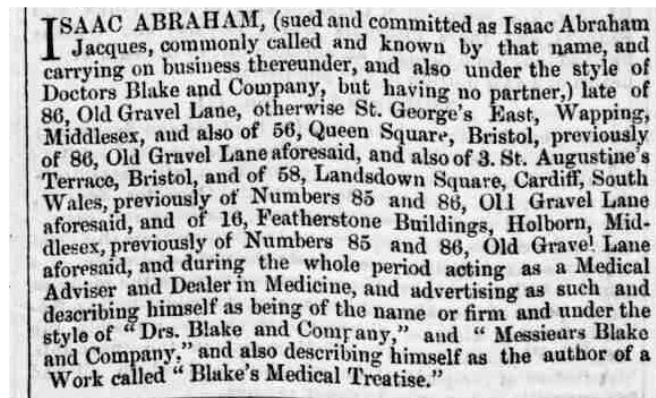 ISAAC ABRAHAM, (sued and committed as Isaac Abraham
Jacques, commonly called and known by that name, and
carrying on business thereunder, and also under the style of
Doctors Blake and Company, but having no partner,) late of
86, Old Gravel Lane, otherwise St. George's East, Wapping,
Middlesex, and also of 56, Queen Square, Bristol, previously
of 86, Old Gravel Lane aforesaid, and also of 3. St. Augustine's
Terrace, Bristol, and of 58, Landsdown Square, Cardiff, South
Wales, previously of Numbers 85 and 86, Oll Gravel Lane
aforesaid, and of 16, Featherstone Buildings, Holborn, Mid-
dlesex, previously of Numbers 85 and 86, Old Gravel Lane
aforesaid, and during the whole period acting as a Medical
Adviser and Dealer in Medicine, and advertising as such and
describing himself as being of the name or firm and under the
style of "Drs. Blake and Company," and "Messieurs Blake
and Company," and also describing himself as the author of a
Work called "Blake's Medical Treatise."